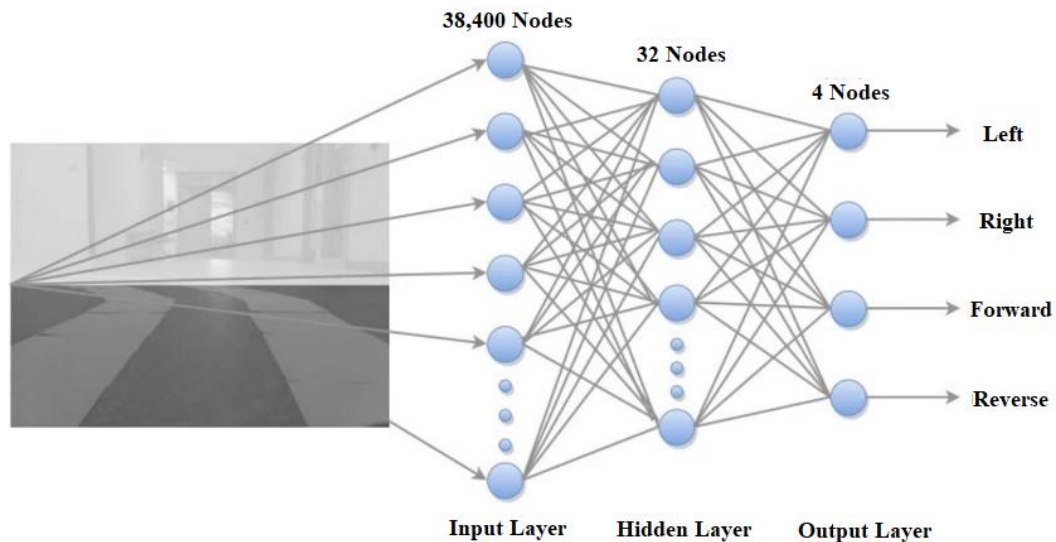 38,400 Nodes
32 Nodes
4 Nodes
Left
Right
Forward
Reverse
Input Layer
Hidden Layer
Output Layer